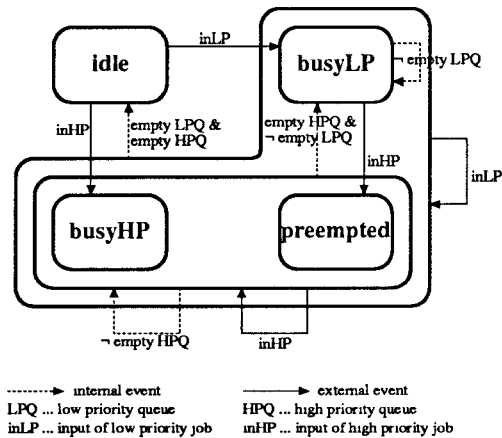 inLP
idle
busyLP
¬ empty LPQ
inHP
empty LPQ &
empty HPQ
empty HPQ &
¬ empty LPQ
inHP
inLP
busyHP
preempted
¬ empty HPQ
inHP
internal event
external event
LPQ ... low priority queue
HPQ ... high priority queue
inLP ... input of low priority job
inHP ... input of high priority job